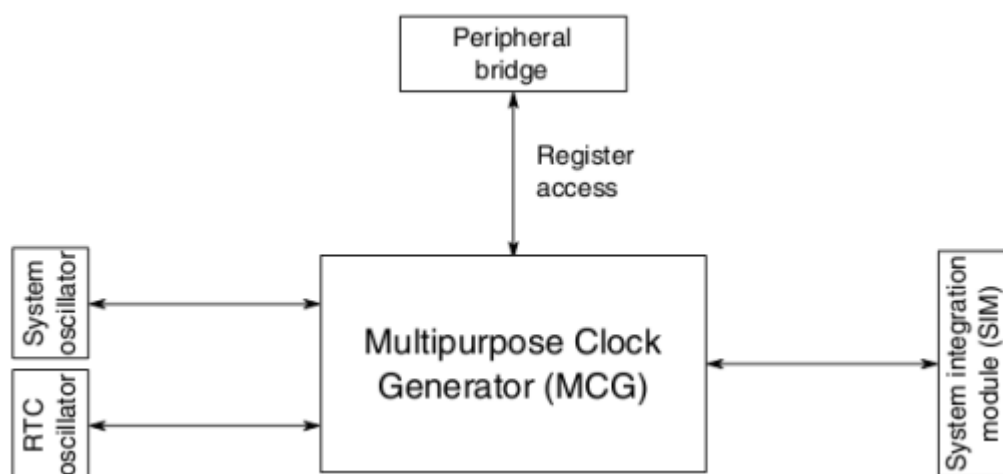 Peripheral
bridge
Register
access
System
oscillator
Multipurpose Clock
Generator (MCG)
RTC
oscillator
System integration
module (SIM)